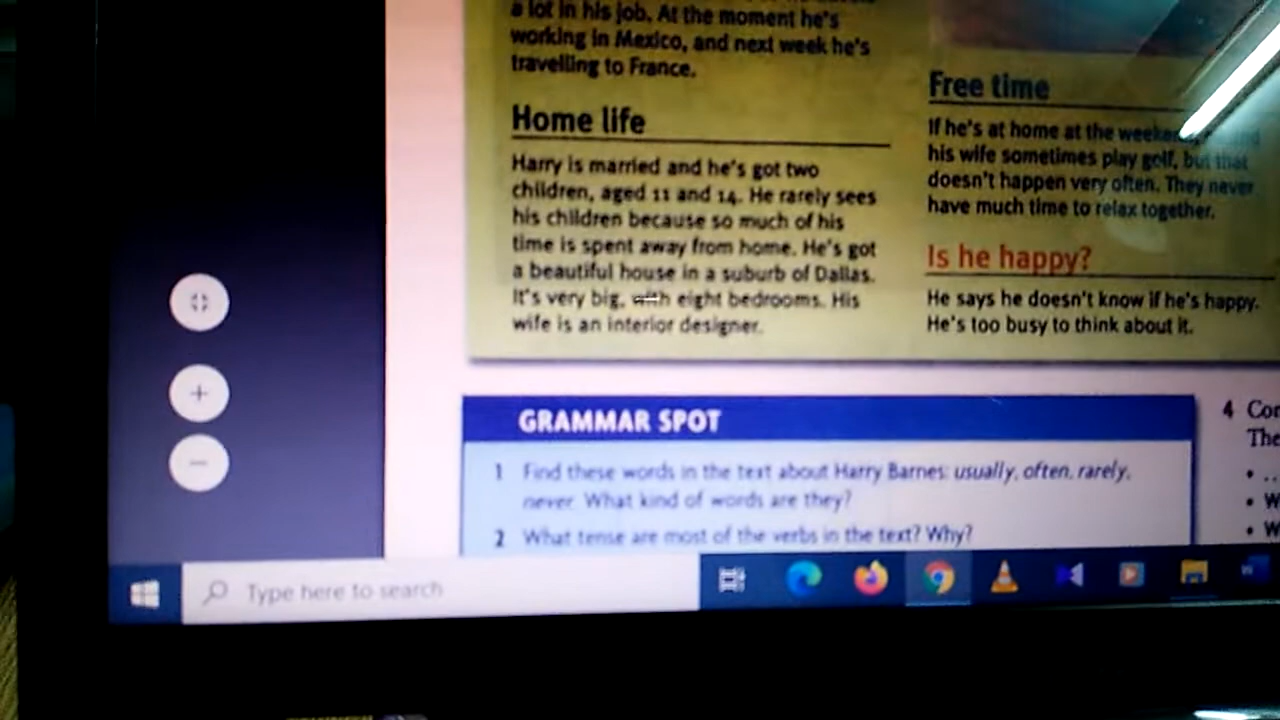 a lot in his job. At the moment he's
working in Mexico, and next week he's
travelling to France.
Home life
Harry is married and he's got two
children, aged 11 and 14. He rarely sees
his children because so much of his
time is spent away from home. He's got
a beautiful house in a suburb of Dallas.
It's very big, with eight bedrooms. His
wife is an interior designer.
Free time
If he's at home at the
his wife sometimes play golf, but that
doesn't happen very often. They never
have much time to relax together.
Is he happy?
He says he doesn't know if he's happy.
He's too busy to think about it.
GRAMMAR SPOT
1 Find these words in the text about Harry Barnes: usually, often, rarely,
never. What kind of words are they?
2 What tense are most of the verbs in the text? Why?
4
The
Type here to search